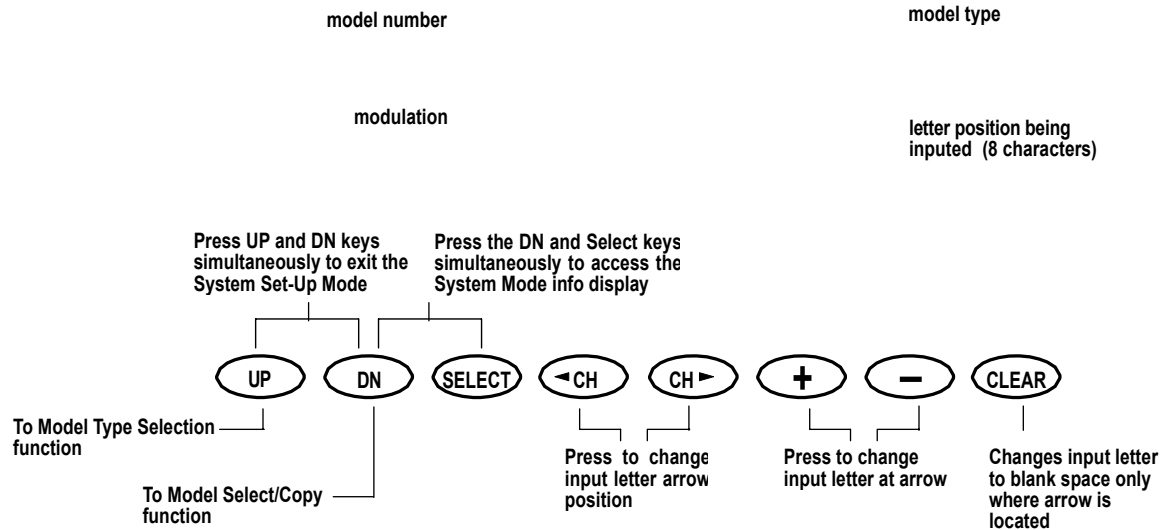 model number
model type
modulation
letter position being
inputed (8 characters)
Press UP and DN keys
simultaneously to exit the
System Set-Up Mode
Press the DN and Select keys
simultaneously to access the
System Mode info display
UP
DN
SELECT
◄CH
CH►
+
−
CLEAR
To Model Type Selection
function
To Model Select/Copy
function
Press to change
input letter arrow
position
Press to change
input letter at arrow
Changes input letter
to blank space only
where arrow is
located